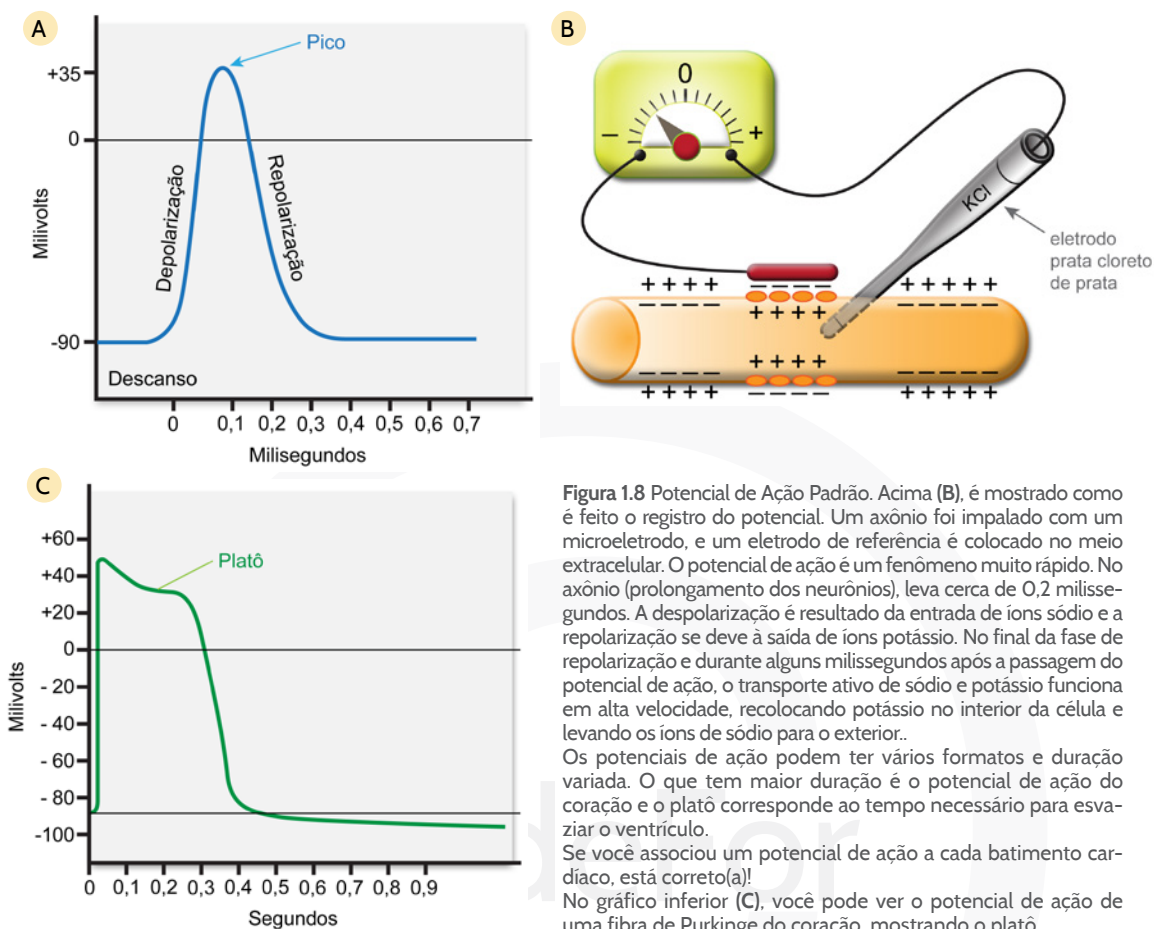 A
Pico
+35
0
-90
Milivolts
Depolarização
Repolarização
Descanso
0 0,1 0,2 0,3 0,4 0,5 0,6 0,7
Milisegundos
B
0
– +
KCl
eletrodo
prata cloreto
de prata
+ + + + – – – – + + + + +
– – – – + + + + – – – – –
+ + + +
– – – – – – – – –
+ + + + – – – – + + + + +
C
Platô
+60
+40
+20
0
- 20
- 40
- 60
- 80
-100
Milivolts
0 0,1 0,2 0,3 0,4 0,5 0,6 0,7 0,8 0,9
Segundos
Figura 1.8 Potencial de Ação Padrão. Acima (B), é mostrado como
é feito o registro do potencial. Um axônio foi impalado com um
microeletrodo, e um eletrodo de referência é colocado no meio
extracelular. O potencial de ação é um fenômeno muito rápido. No
axônio (prolongamento dos neurônios), leva cerca de 0,2 milisse-
gundos. A despolarização é resultado da entrada de íons sódio e a
repolarização se deve à saída de íons potássio. No final da fase de
repolarização e durante alguns milissegundos após a passagem do
potencial de ação, o transporte ativo de sódio e potássio funciona
em alta velocidade, recolocando potássio no interior da célula e
levando os íons de sódio para o exterior..
Os potenciais de ação podem ter vários formatos e duração
variada. O que tem maior duração é o potencial de ação do
coração e o platô corresponde ao tempo necessário para esva-
ziar o ventrículo.
Se você associou um potencial de ação a cada batimento car-
díaco, está correto(a)!
No gráfico inferior (C), você pode ver o potencial de ação de
uma fibra de Purkinge do coração, mostrando o platô.